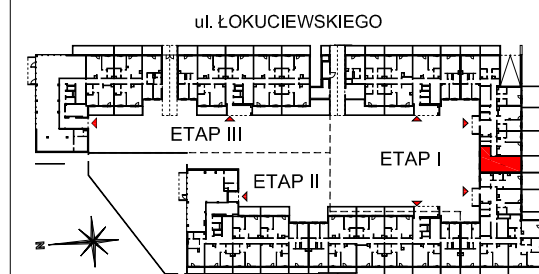 ul. ŁOKUCIEWSKIEGO
ETAP III
ETAP I
ETAP II
N